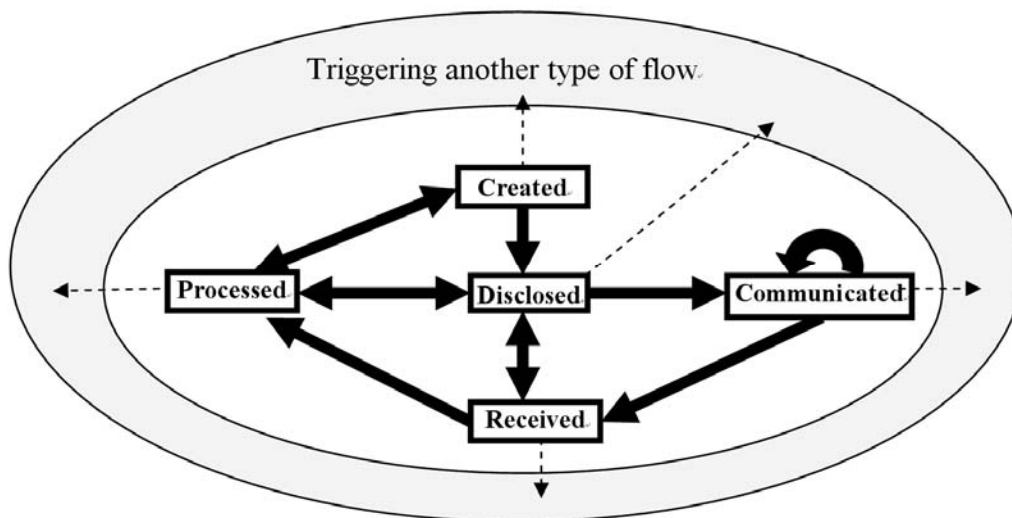 Triggering another type of flow
Created
Processed
Disclosed
Communicated
Received